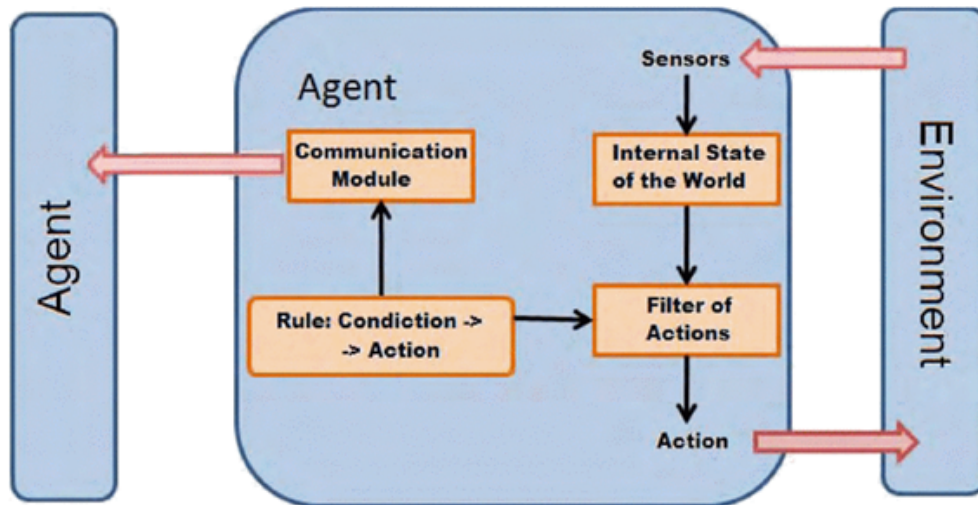 Agent
Agent
Communication
Module
Rule: Condiction ->
-> Action
Sensors
Internal State
of the World
Filter of
Actions
Action
Environment